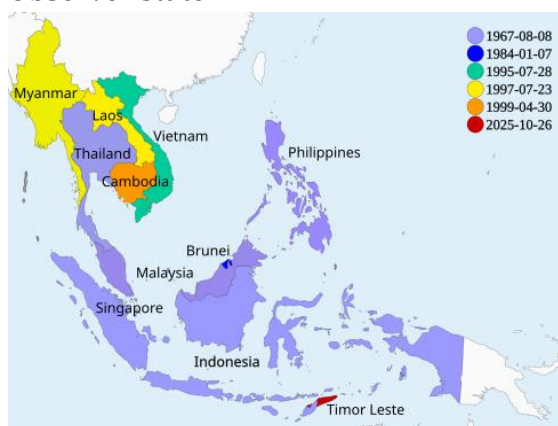 1967-08-08
1984-01-07
1995-07-28
1997-07-23
1999-04-30
2025-10-26
Myanmar
Laos
Vietnam
Thailand
Philippines
Cambodia
Brunei
Malaysia
Singapore
Indonesia
Timor Leste